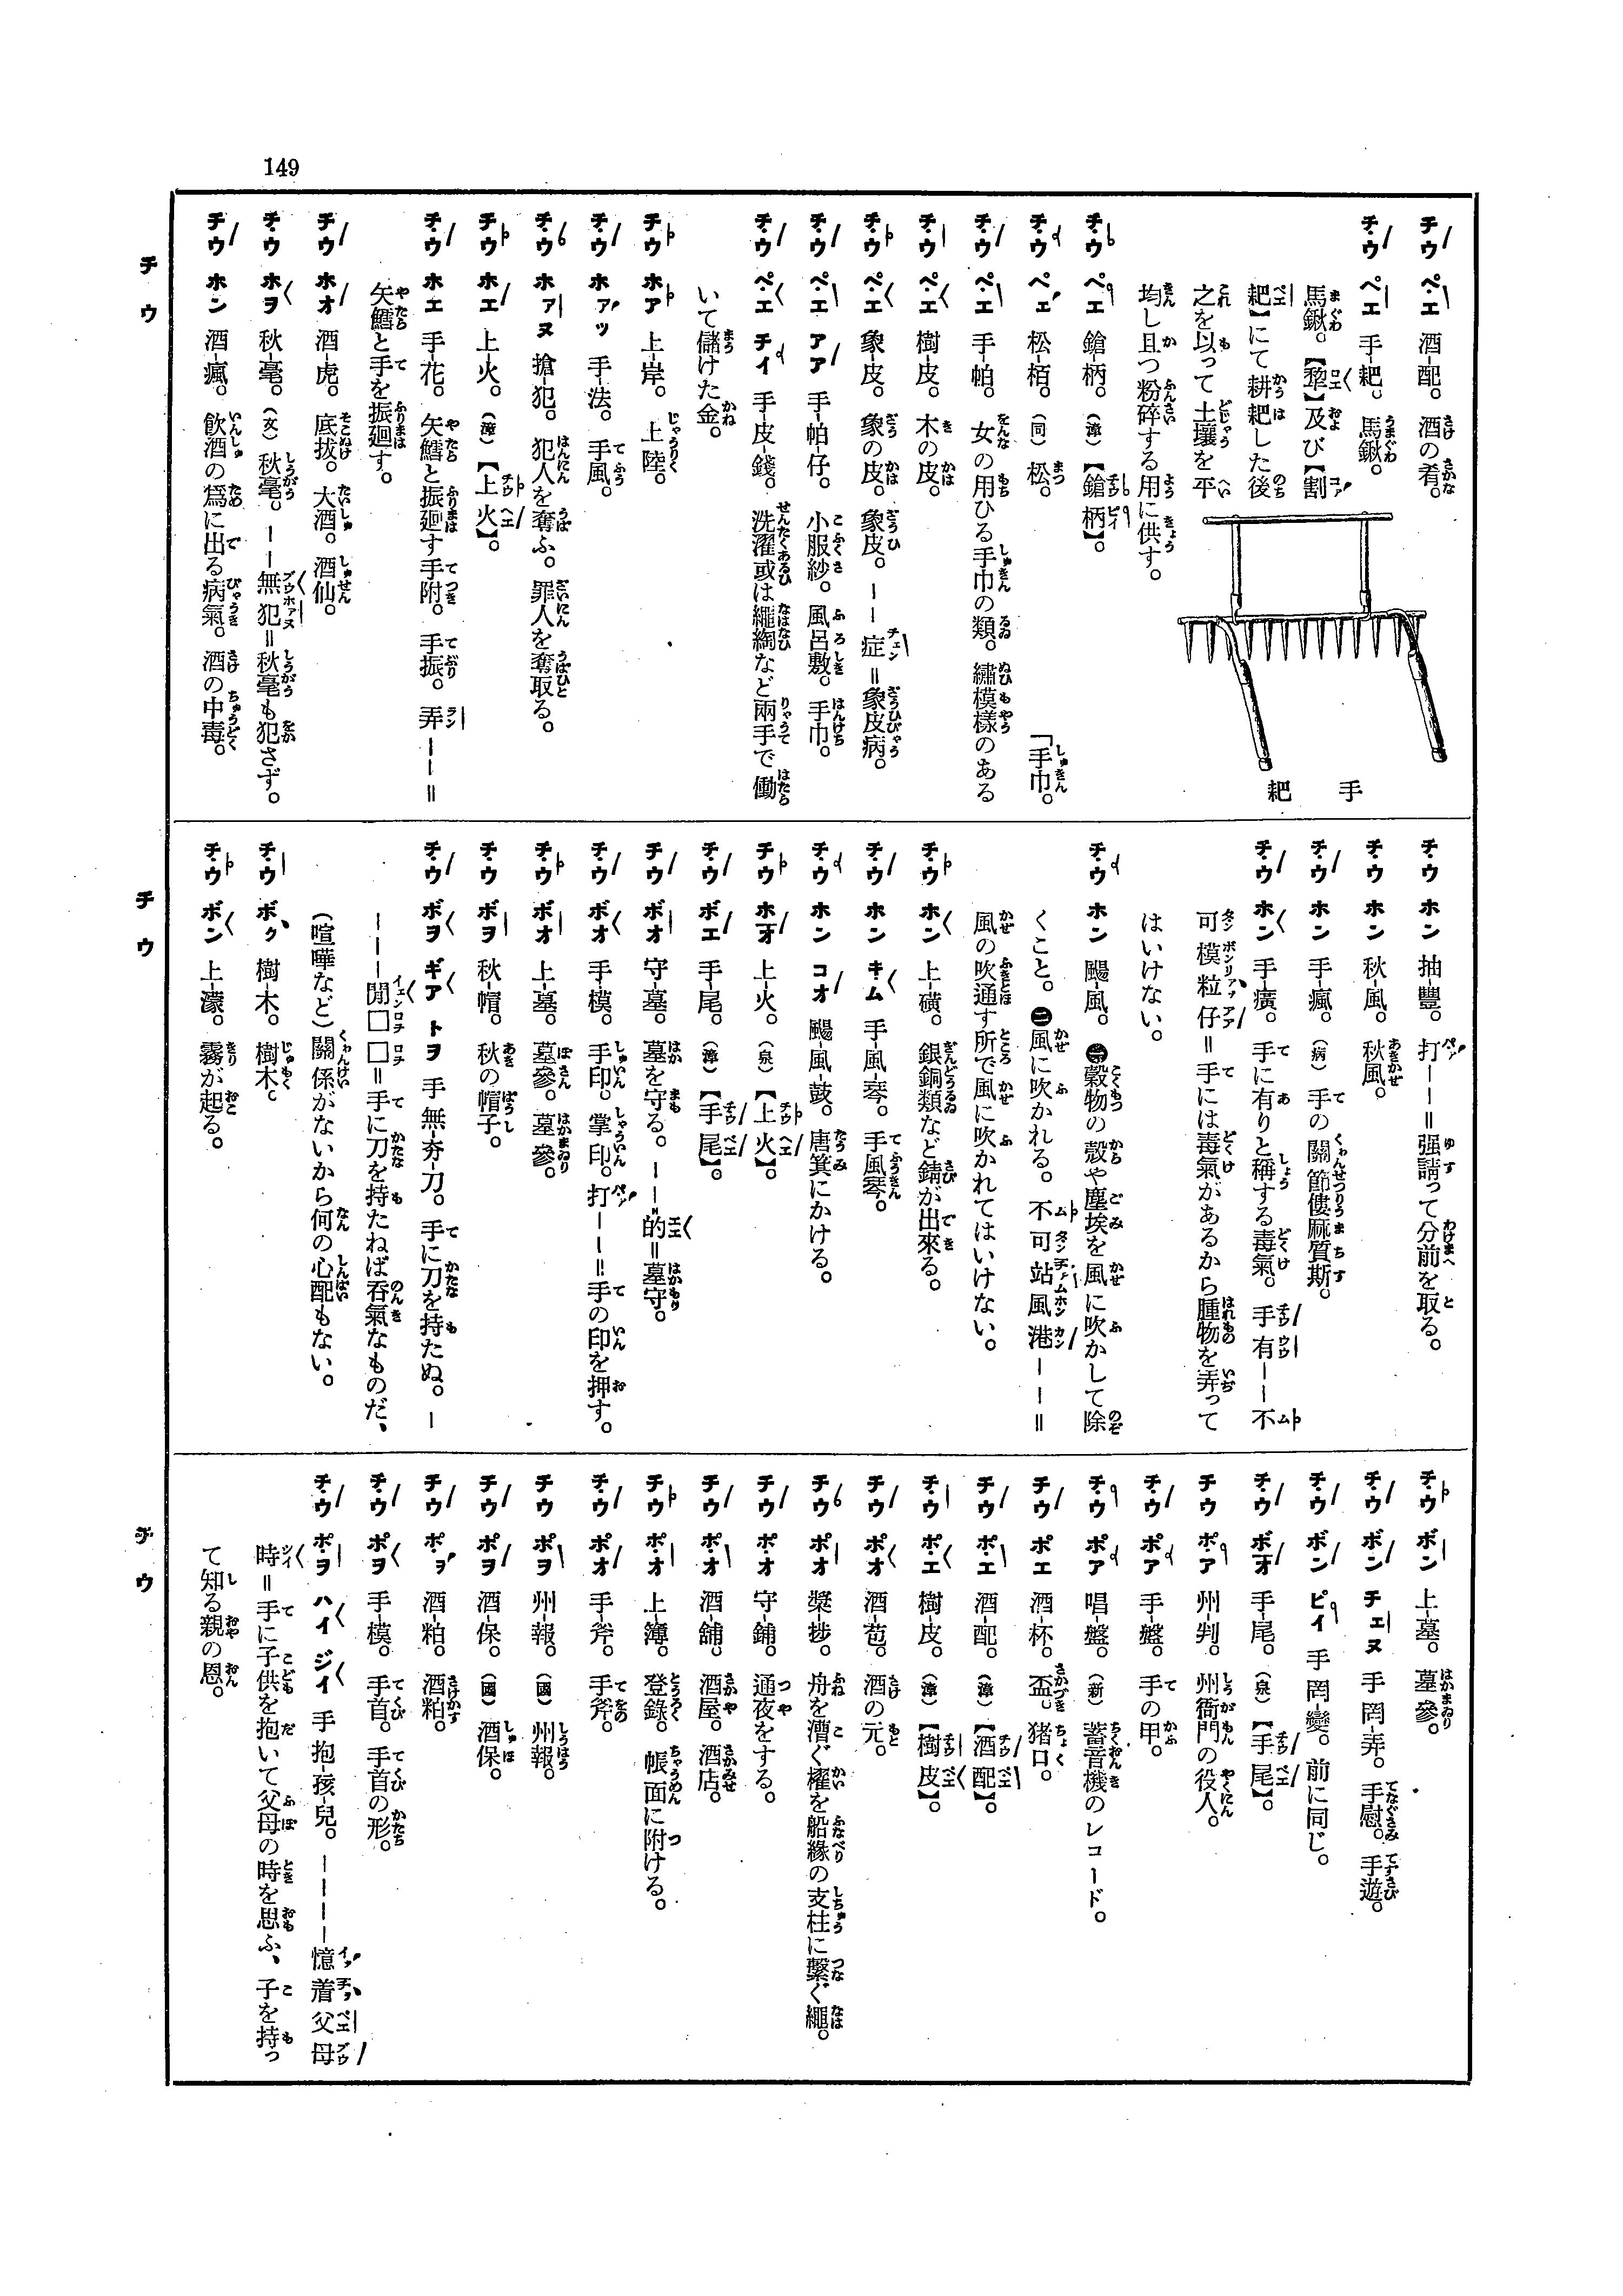 149
チウ ペエ 酒-配。 酒の肴。
チウ ペエ 手-耙。 馬鍬。
馬鍬。【犂】及び【割
耙】にて耕耙した後
之を以って土壤を平
均し且つ粉碎する用に供す。
手耙
チウ ペエ 鎗-柄。(漳)【鎗柄】。
チウ ペエ 松-栢。(同) 松。
「手巾。
チウ ペエ 手-帕。 女の用ひる手巾の類。繡模樣のある
チウ ペエ 樹-皮。 木の皮。
チウ ペエ 象-皮。 象の皮。象皮。——症=象皮病。
チウ ペエ アア 手-帕-仔。 小服紗。風呂敷。手巾。
チウ ペエ チイ 手-皮-錢。 洗濯或は繩綯など兩手で働
いて儲けた金。
チウ ホア 上-岸。 上陸。
チウ ホアッ 手-法。 手風。
チウ ホアヌ 搶-犯。 犯人を奪ふ。罪人を奪取る。
チウ ホエ 上-火。(漳)【上火】。
チウ ホエ 手-花。 矢鱈と振廻す手附。手振。弄———=
矢鱈と手を振廻す。
チウ ホオ 酒-虎。 底拔。大酒。酒仙。
チウ ホヲ 秋-毫。(文) 秋毫。——無犯=秋毫も犯さず。
チウ ホン 酒-瘋。 飮酒の爲に出る病氣。酒の中毒。
チウ
チウ ホン 抽-豐。 打——=强請って分前を取る。
チウ ホン 秋-風。 秋風。
チウ ホン 手-瘋。(病) 手の關節僂麻質斯。
チウ ホン 手-癀。 手に有りと稱する毒氣。手有——不
可模粒仔=手には毒氣があるから腫物を弄って
はいけない。
チウ ホン 颺-風。 ㊀穀物の殼や塵埃を風に吹かして除
くこと。㊁風に吹かれる。不可站風港——=
風の吹通す所で風に吹かれてはいけない。
チウ ホン 上-磺。 銀銅類など錆が出來る。
チウ ホン キム 手-風-琴。 手風琴。
チウ ホン コオ 颺-風-鼓。 唐箕にかける。
チウ ホオ 上-火。(泉)【上火】。
チウ ボエ 手-尾。(漳)【手尾】。
チウ ボオ 守-墓。 墓を守る。——的=墓守。
チウ ボオ 手-模。 手印。掌印。打——=手の印を押す。
チウ ボオ 上-墓。 墓參。墓參。
チウ ボヲ 秋-帽。 秋の帽子。
チウ ボヲ ギア トヲ 手無夯-刀。 手に刀を持たぬ。—
———閒□□=手に刀を持たねば呑氣なものだ、
(喧嘩など)關係がないから何の心配もない。
チウ ボク 樹-木。 樹木。
チウ ボン 上-濛。 霧が起る。
チウ
チウ ボン 上-墓。 墓參。
チウ ボン チェヌ 手罔-弄。 手慰。手遊。
チウ ボン ピイ 手罔變。 前に同じ。
チウ ボオ 手-尾。(泉)【手尾】。
チウ ポア 州-判。 州衙門の役人。
チウ ポア 手-盤。 手の甲。
チウ ポア 唱-盤。(新) 蓄音機のレコード。
チウ ポエ 酒-杯。 盃。猪口。
チウ ポエ 酒-配。(漳)【酒配】。
チウ ポエ 樹-皮。(漳)【樹皮】。
チウ ポオ 酒-苞。 酒の元。
チウ ポオ 槳-捗。 舟を漕ぐ櫂を船緣の支柱に繫ぐ繩。
チウ ポオ 守-鋪。 通夜をする。
チウ ポオ 酒-舖。 酒屋。酒店。
チウ ポオ 上-簿。 登錄。帳面に附ける。
チウ ポオ 手-斧。 手斧。
チウ ポヲ 州-報。(國) 州報。
チウ ポヲ 酒-保。(國) 酒保。
チウ ポヲ 酒-粕。 酒粕。
チウ ポヲ 手-模。 手首。手首の形。
チウ ポヲ ハイ ジイ 手抱-孩-兒。————憶着父母
時=手に子供を抱いて父母の時を思ふ、子を持っ
て知る親の恩。
チウ